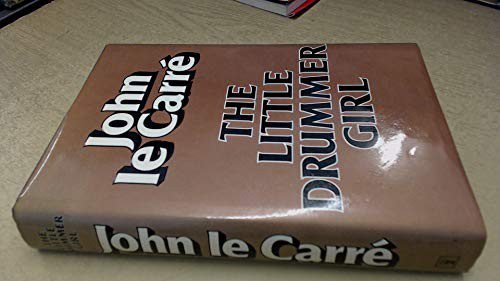 John
le Carré
THE
LITTLE
DRUMMER
GIRL
THE
LITTLE
DRUMMER
GIRL
John le Carré